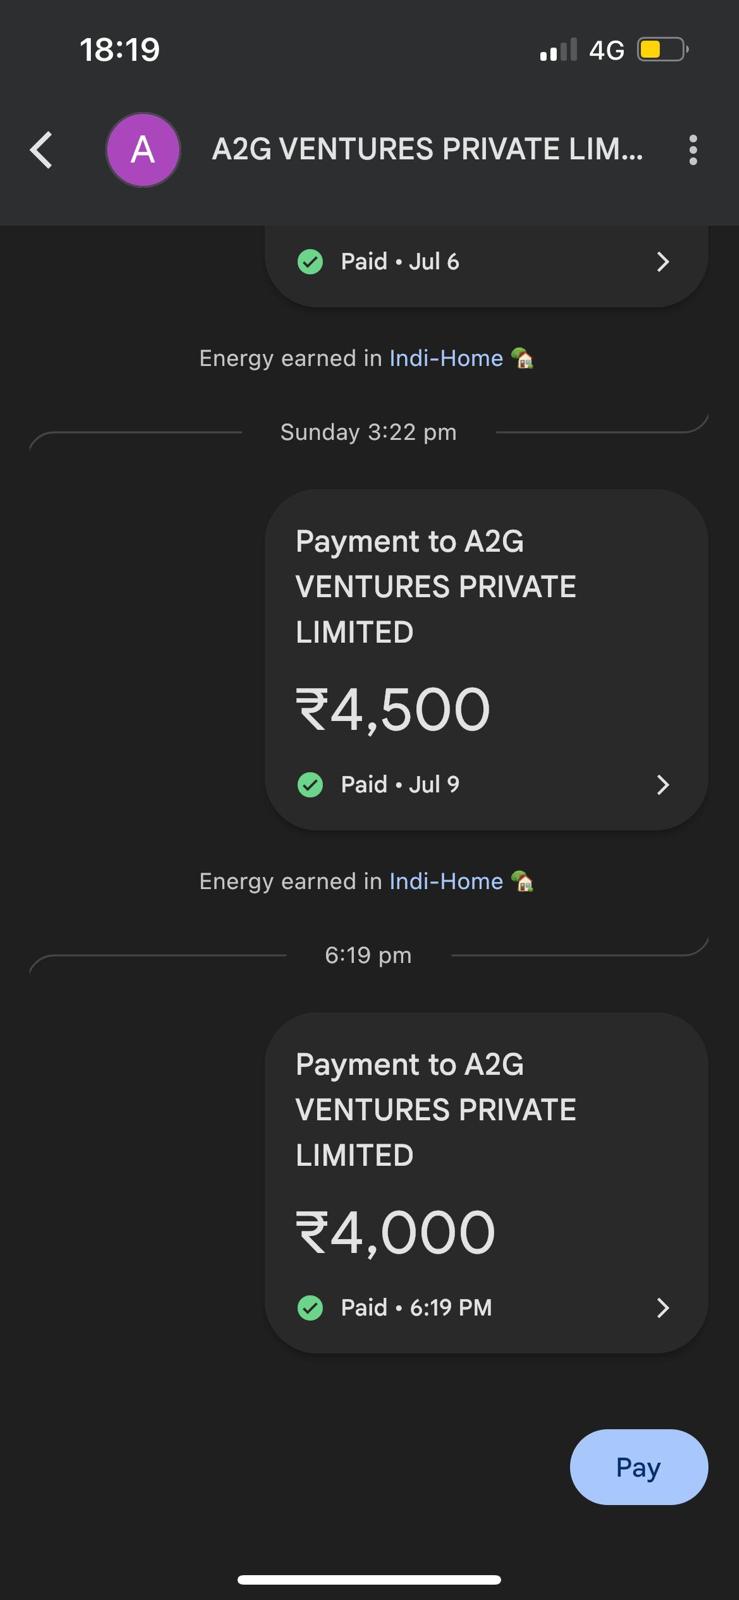 18:19
4G
A
A2G VENTURES PRIVATE LIM...
Paid • Jul 6
Energy earned in Indi-Home 🏡
Sunday 3:22 pm
Payment to A2G
VENTURES PRIVATE
LIMITED
₹4,500
Paid • Jul 9
Energy earned in Indi-Home 🏡
6:19 pm
Payment to A2G
VENTURES PRIVATE
LIMITED
₹4,000
Paid • 6:19 PM
Pay